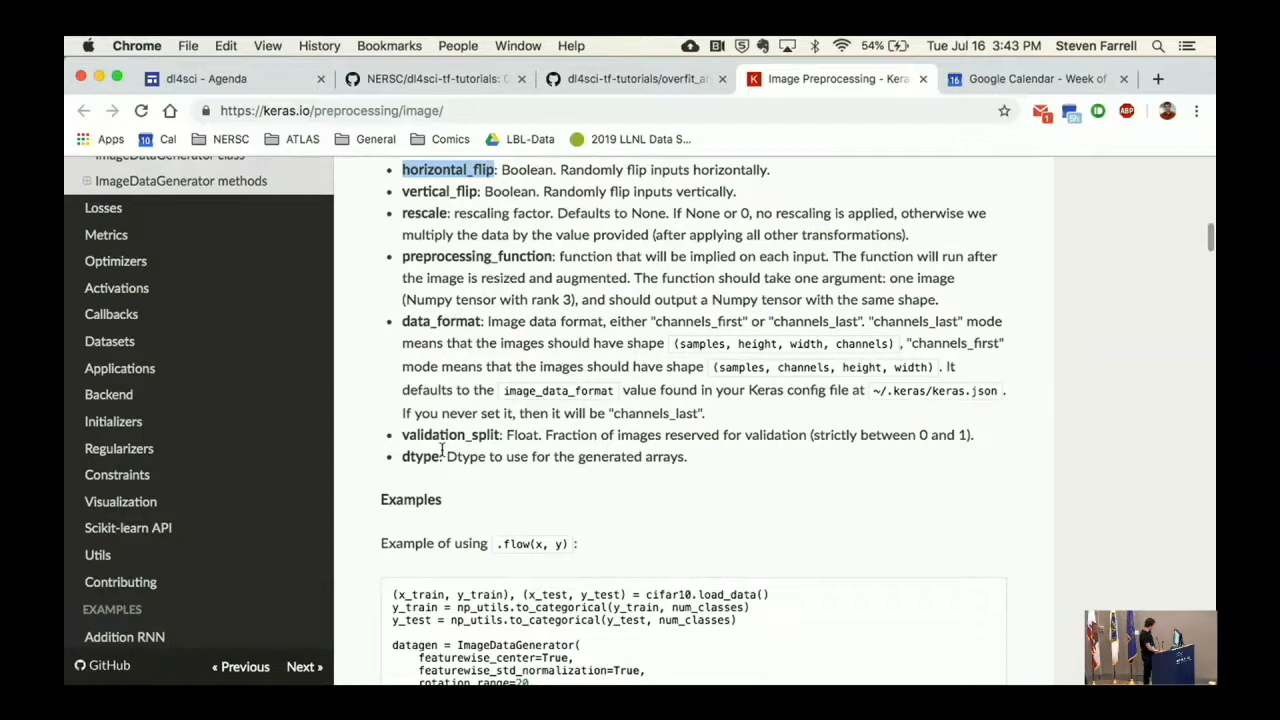 Chrome File Edit View History Bookmarks People Window Help 54% Tue Jul 16 3:43 PM Steven Farrell
dl4sci - Agenda NERSC/dl4sci-tf-tutorials: dl4sci-tf-tutorials/overfit_a Image Preprocessing - Kera Google Calendar - Week of
https://keras.io/preprocessing/image/
Apps Cal NERSC ATLAS General Comics LBL-Data 2019 LLNL Data S...
ImageDataGenerator class
ImageDataGenerator methods
Losses
Metrics
Optimizers
Activations
Callbacks
Datasets
Applications
Backend
Initializers
Regularizers
Constraints
Visualization
Scikit-learn API
Utils
Contributing
EXAMPLES
Addition RNN
GitHub « Previous Next »
horizontal_flip: Boolean. Randomly flip inputs horizontally.
vertical_flip: Boolean. Randomly flip inputs vertically.
rescale: rescaling factor. Defaults to None. If None or 0, no rescaling is applied, otherwise we
multiply the data by the value provided (after applying all other transformations).
preprocessing_function: function that will be implied on each input. The function will run after
the image is resized and augmented. The function should take one argument: one image
(Numpy tensor with rank 3), and should output a Numpy tensor with the same shape.
data_format: Image data format, either "channels_first" or "channels_last". "channels_last" mode
means that the images should have shape (samples, height, width, channels), "channels_first"
mode means that the images should have shape (samples, channels, height, width). It
defaults to the image_data_format value found in your Keras config file at ~/.keras/keras.json.
If you never set it, then it will be "channels_last".
validation_split: Float. Fraction of images reserved for validation (strictly between 0 and 1).
dtype: Dtype to use for the generated arrays.
Examples
Example of using .flow(x, y):
(x_train, y_train), (x_test, y_test) = cifar10.load_data()
y_train = np_utils.to_categorical(y_train, num_classes)
y_test = np_utils.to_categorical(y_test, num_classes)
datagen = ImageDataGenerator(
featurewise_center=True,
featurewise_std_normalization=True,
rotation_range=20,